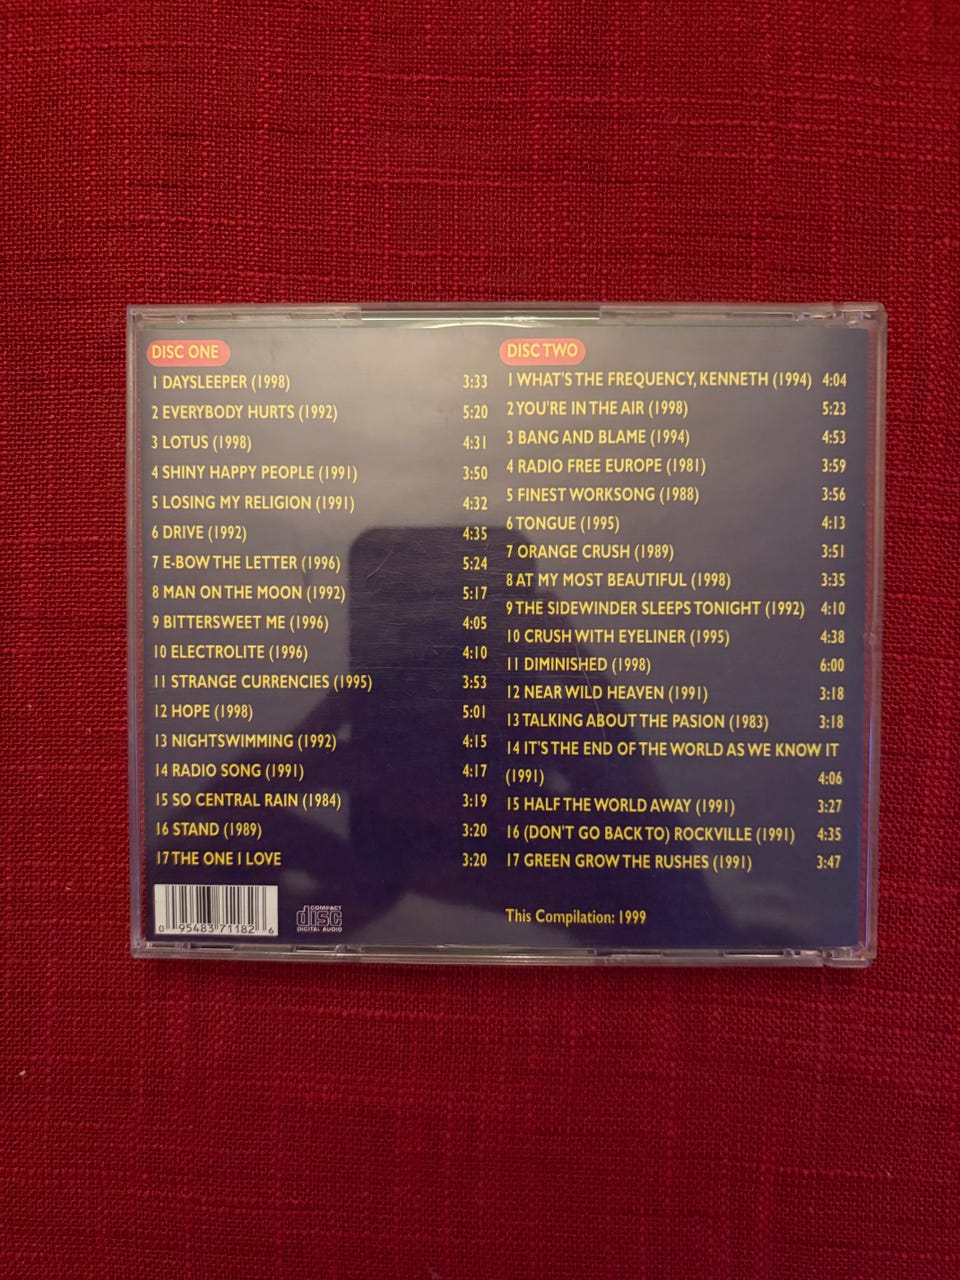 DISC ONE
1 DAYSLEEPER (1998) 3:33
2 EVERYBODY HURTS (1992) 5:20
3 LOTUS (1998) 4:31
4 SHINY HAPPY PEOPLE (1991) 3:50
5 LOSING MY RELIGION (1991) 4:32
6 DRIVE (1992) 4:35
7 E-BOW THE LETTER (1996) 5:24
8 MAN ON THE MOON (1992) 5:17
9 BITTERSWEET ME (1996) 4:05
10 ELECTROLITE (1996) 4:10
11 STRANGE CURRENCIES (1995) 3:53
12 HOPE (1998) 5:01
13 NIGHTSWIMMING (1992) 4:15
14 RADIO SONG (1991) 4:17
15 SO CENTRAL RAIN (1984) 3:19
16 STAND (1989) 3:20
17 THE ONE I LOVE 3:20
0 95483 71182 6
COMPACT
disc
DIGITAL AUDIO
DISC TWO
1 WHAT'S THE FREQUENCY, KENNETH (1994) 4:04
2 YOU'RE IN THE AIR (1998) 5:23
3 BANG AND BLAME (1994) 4:53
4 RADIO FREE EUROPE (1981) 3:59
5 FINEST WORKSONG (1988) 3:56
6 TONGUE (1995) 4:13
7 ORANGE CRUSH (1989) 3:51
8 AT MY MOST BEAUTIFUL (1998) 3:35
9 THE SIDEWINDER SLEEPS TONIGHT (1992) 4:10
10 CRUSH WITH EYELINER (1995) 4:38
11 DIMINISHED (1998) 6:00
12 NEAR WILD HEAVEN (1991) 3:18
13 TALKING ABOUT THE PASION (1983) 3:18
14 IT'S THE END OF THE WORLD AS WE KNOW IT
(1991) 4:06
15 HALF THE WORLD AWAY (1991) 3:27
16 (DON'T GO BACK TO) ROCKVILLE (1991) 4:35
17 GREEN GROW THE RUSHES (1991) 3:47
This Compilation: 1999